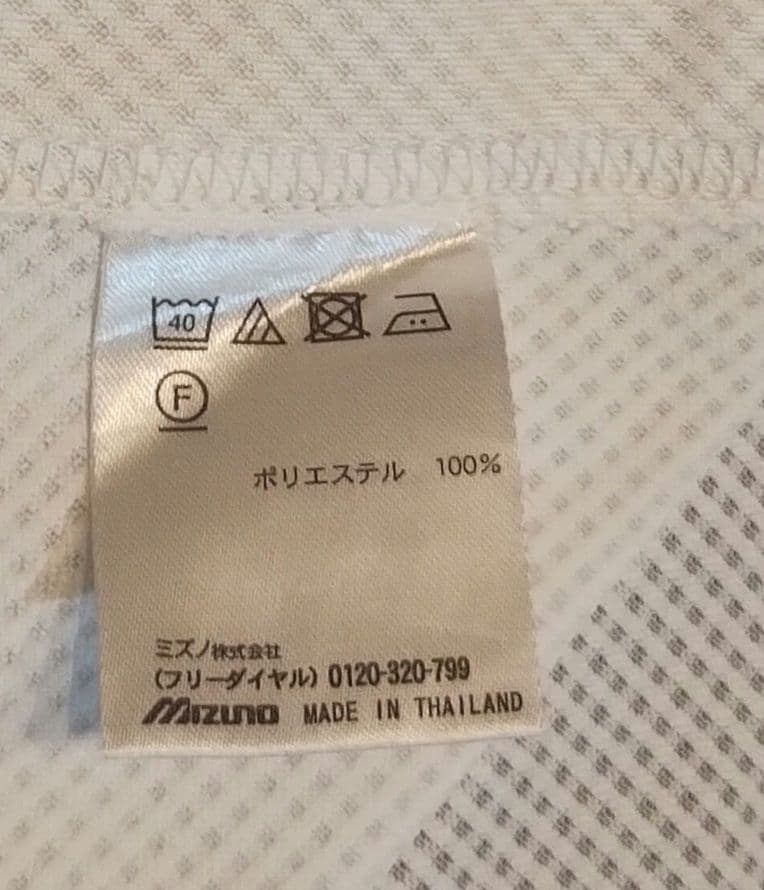 40
F
ポリエステル 100%
ミズノ株式会社
(フリーダイヤル) 0120-320-799
MIZUNO MADE IN THAILAND